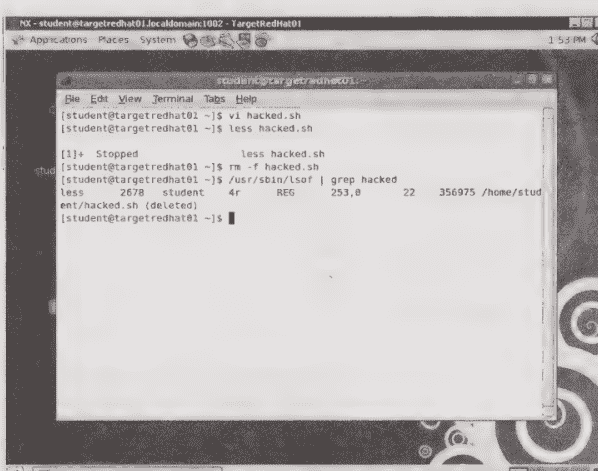 NX - student@targetredhat01.localdomain:1002 - TargetRedHat01
Applications Places System
1 53 PM
student@targetredhat01:~
File Edit View Terminal Tabs Help
[student@targetredhat01 ~]$ vi hacked.sh
[student@targetredhat01 ~]$ less hacked.sh
[1]+ Stopped less hacked.sh
[student@targetredhat01 ~]$ rm -f hacked.sh
[student@targetredhat01 ~]$ /usr/sbin/lsof | grep hacked
less 2678 student 4r REG 253,0 22 356975 /home/stud
ent/hacked.sh (deleted)
[student@targetredhat01 ~]$